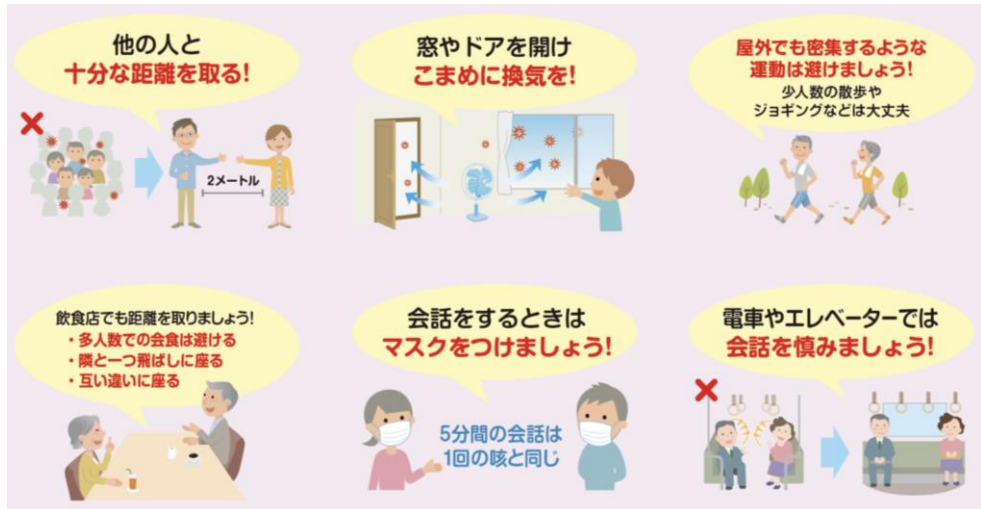 他の人と
十分な距離を取る!
2メートル
窓やドアを開け
こまめに換気を!
屋外でも密集するような
運動は避けましょう!
少人数の散歩や
ジョギングなどは大丈夫
飲食店でも距離を取りましょう!
・多人数での会食は避ける
・隣と一つ飛ばしに座る
・互い違いに座る
会話をするときは
マスクをつけましょう!
5分間の会話は
1回の咳と同じ
電車やエレベーターでは
会話を慎みましょう!